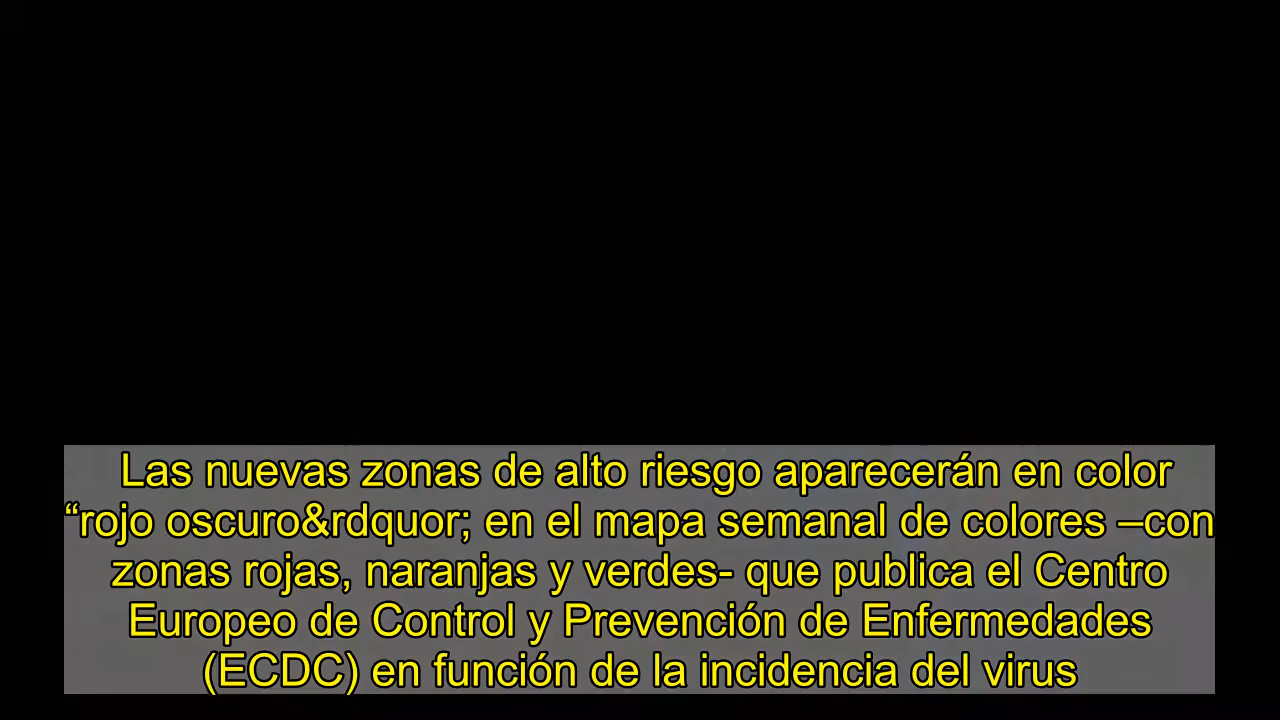 Las nuevas zonas de alto riesgo aparecerán en color
“rojo oscuro&rdquor; en el mapa semanal de colores –con
zonas rojas, naranjas y verdes- que publica el Centro
Europeo de Control y Prevención de Enfermedades
(ECDC) en función de la incidencia del virus